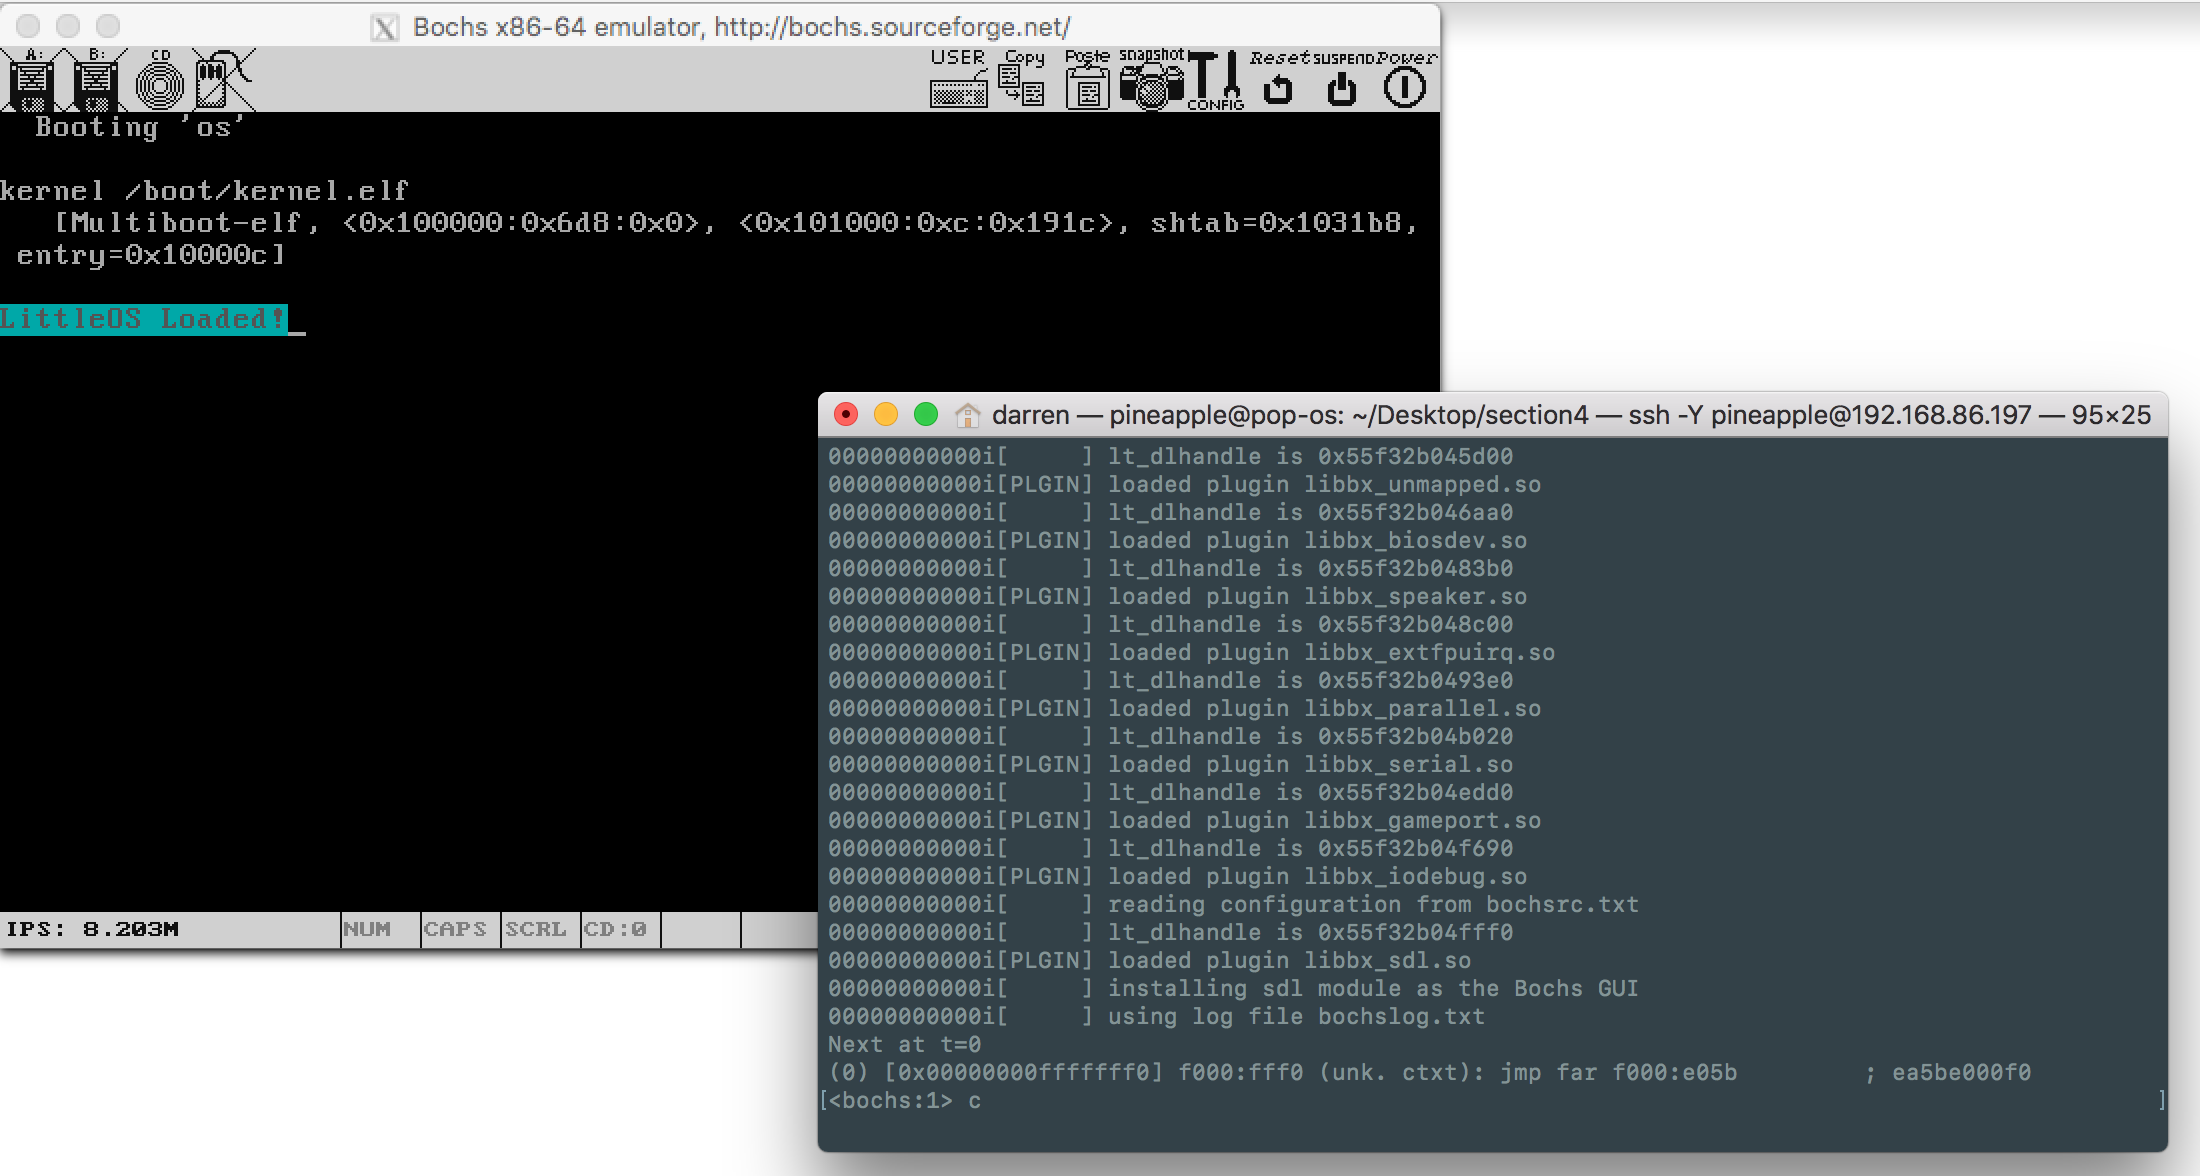 Bochs x86-64 emulator, http://bochs.sourceforge.net/
A: B: CD USER Copy Paste snapshot CONFIG Reset SUSPEND Power
Booting 'os'
kernel /boot/kernel.elf
[Multiboot-elf, <0x100000:0x6d8:0x0>, <0x101000:0xc:0x191c>, shtab=0x1031b8,
entry=0x10000c]
LittleOS Loaded!_
IPS: 8.203M NUM CAPS SCRL CD:0
darren — pineapple@pop-os: ~/Desktop/section4 — ssh -Y pineapple@192.168.86.197 — 95×25
00000000000i[      ] lt_dlhandle is 0x55f32b045d00
00000000000i[PLGIN] loaded plugin libbx_unmapped.so
00000000000i[      ] lt_dlhandle is 0x55f32b046aa0
00000000000i[PLGIN] loaded plugin libbx_biosdev.so
00000000000i[      ] lt_dlhandle is 0x55f32b0483b0
00000000000i[PLGIN] loaded plugin libbx_speaker.so
00000000000i[      ] lt_dlhandle is 0x55f32b048c00
00000000000i[PLGIN] loaded plugin libbx_extfpuirq.so
00000000000i[      ] lt_dlhandle is 0x55f32b0493e0
00000000000i[PLGIN] loaded plugin libbx_parallel.so
00000000000i[      ] lt_dlhandle is 0x55f32b04b020
00000000000i[PLGIN] loaded plugin libbx_serial.so
00000000000i[      ] lt_dlhandle is 0x55f32b04edd0
00000000000i[PLGIN] loaded plugin libbx_gameport.so
00000000000i[      ] lt_dlhandle is 0x55f32b04f690
00000000000i[PLGIN] loaded plugin libbx_iodebug.so
00000000000i[      ] reading configuration from bochsrc.txt
00000000000i[      ] lt_dlhandle is 0x55f32b04fff0
00000000000i[PLGIN] loaded plugin libbx_sdl.so
00000000000i[      ] installing sdl module as the Bochs GUI
00000000000i[      ] using log file bochslog.txt
Next at t=0
(0) [0x00000000fffffff0] f000:fff0 (unk. ctxt): jmp far f000:e05b          ; ea5be000f0
[<bochs:1> c ]